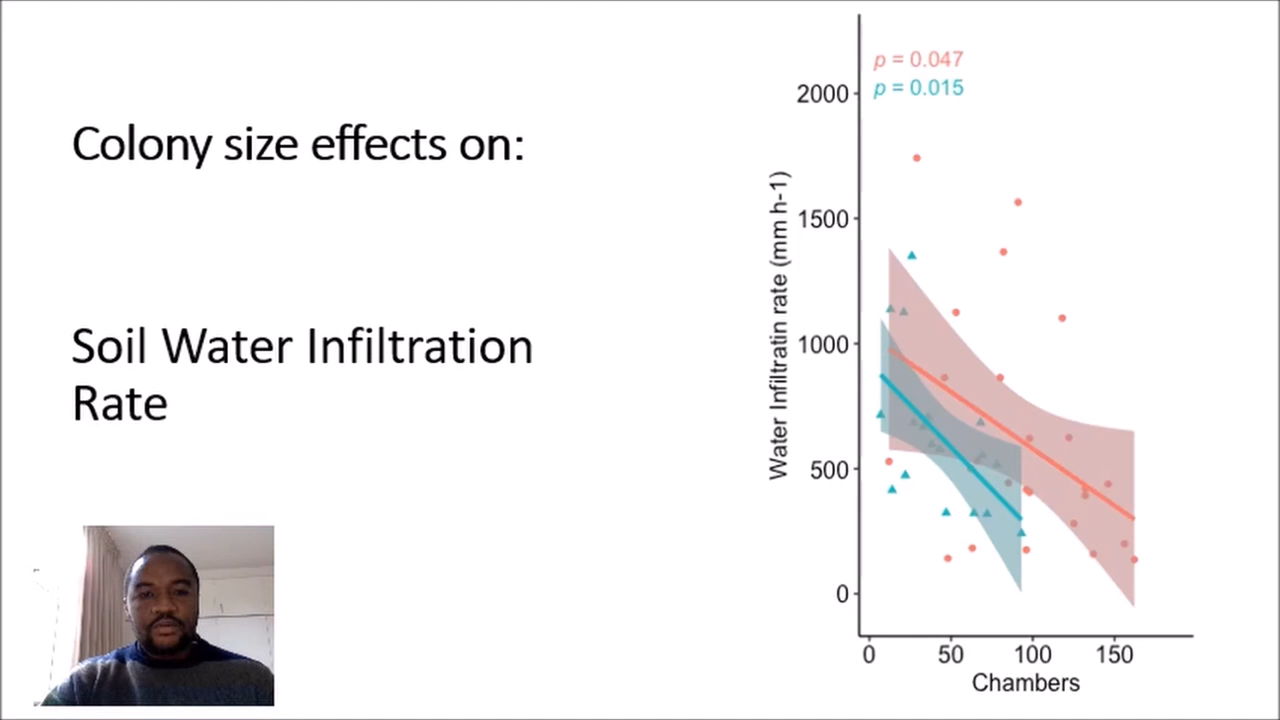 Colony size effects on:
Soil Water Infiltration
Rate
p = 0.047
p = 0.015
Water Infiltratin rate (mm h-1)
2000
1500
1000
500
0
0 50 100 150
Chambers